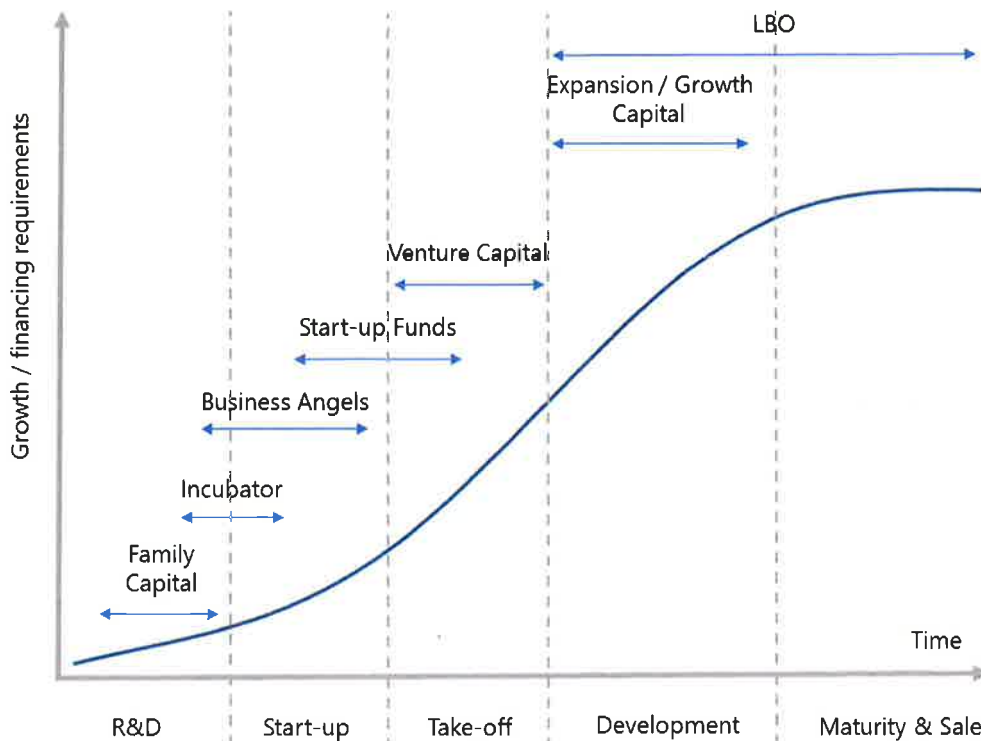 LBO
Expansion / Growth
Capital
Venture Capital
Start-up Funds
Business Angels
Incubator
Family
Capital
Growth / financing requirements
Time
R&D
Start-up
Take-off
Development
Maturity & Sale